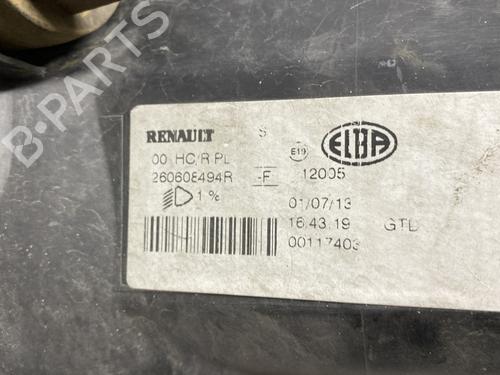 B-PARTS
RENAULT S E19 ELBA
00 HC/R PL
260608494R -F 12005
1% 01/07/13
16.43.19 GTL
00117403